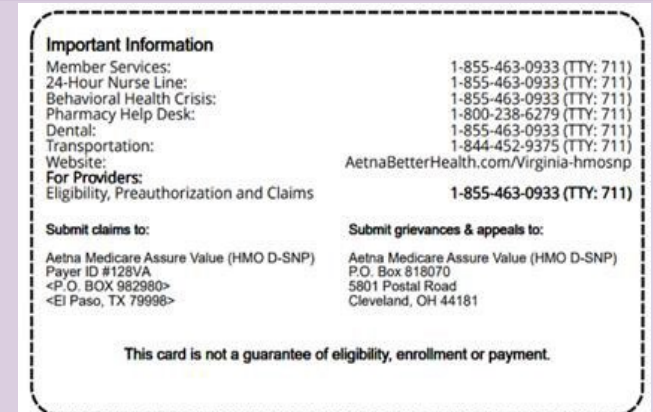 Important Information
Member Services: 1-855-463-0933 (TTY: 711)
24-Hour Nurse Line: 1-855-463-0933 (TTY: 711)
Behavioral Health Crisis: 1-855-463-0933 (TTY: 711)
Pharmacy Help Desk: 1-800-238-6279 (TTY: 711)
Dental: 1-855-463-0933 (TTY: 711)
Transportation: 1-844-452-9375 (TTY: 711)
Website: AetnaBetterHealth.com/Virginia-hmosnp
For Providers:
Eligibility, Preauthorization and Claims 1-855-463-0933 (TTY: 711)
Submit claims to:
Aetna Medicare Assure Value (HMO D-SNP)
Payer ID #128VA
<P.O. BOX 982980>
<El Paso, TX 79998>
Submit grievances & appeals to:
Aetna Medicare Assure Value (HMO D-SNP)
P.O. Box 818070
5801 Postal Road
Cleveland, OH 44181
This card is not a guarantee of eligibility, enrollment or payment.